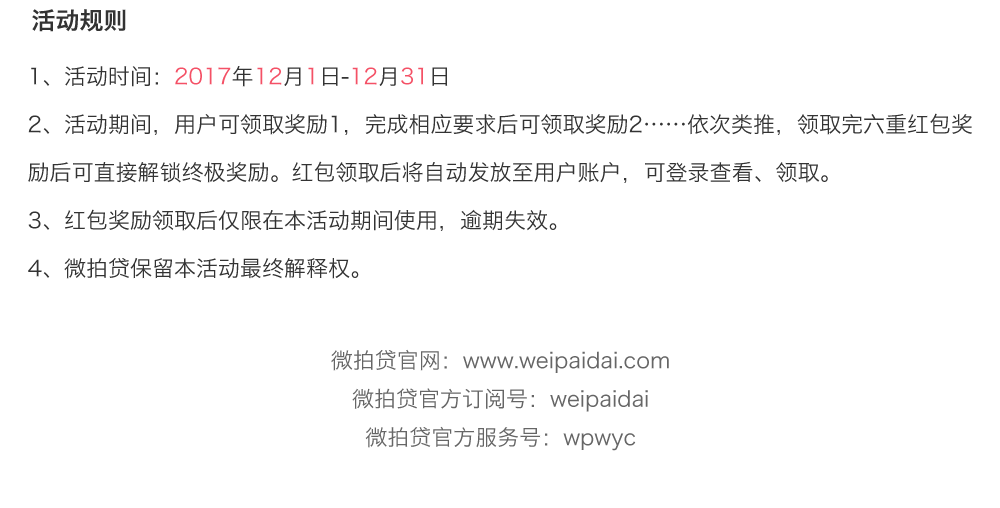 活动规则
1、活动时间：2017年12月1日-12月31日
2、活动期间，用户可领取奖励1，完成相应要求后可领取奖励2……依次类推，领取完六重红包奖
励后可直接解锁终极奖励。红包领取后将自动发放至用户账户，可登录查看、领取。
3、红包奖励领取后仅限在本活动期间使用，逾期失效。
4、微拍贷保留本活动最终解释权。
微拍贷官网：www.weipaidai.com
微拍贷官方订阅号：weipaidai
微拍贷官方服务号：wpwyc